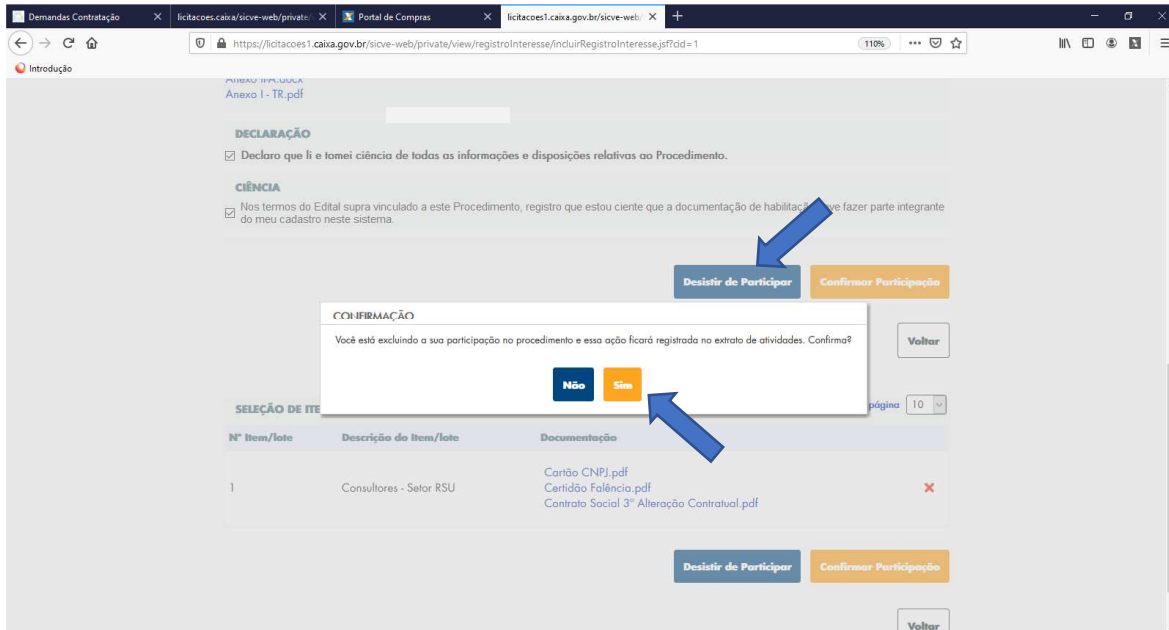 Demandas Contratação
licitacoes.caixa/sicve-web/private/
Portal de Compras
licitacoes1.caixa.gov.br/sicve-web/
https://licitacoes1.caixa.gov.br/sicve-web/private/view/registroInteresse/incluirRegistroInteresse.jsf?cid=1
110%
Introdução
Anexo I - TR.pdf
DECLARAÇÃO
Declaro que li e tomei ciência de todas as informações e disposições relativas ao Procedimento.
CIÊNCIA
Nos termos do Edital supra vinculado a este Procedimento, registro que estou ciente que a documentação de fazer parte integrante
do meu cadastro neste sistema.
Desistir de Participar Confirmar Participação
CONFIRMAÇÃO
Você está excluindo a sua participação no procedimento e essa ação ficará registrada no extrato de atividades. Confirma?
Voltar
Não Sim
SELEÇÃO DE página 10
N° Item/lote Descrição do Item/lote Documentação
Cartão CNPJ.pdf
1 Consultores - Setor RSU Certidão Falência.pdf
Contrato Social 3° Alteração Contratual.pdf
Desistir de Participar Confirmar Participação
Voltar